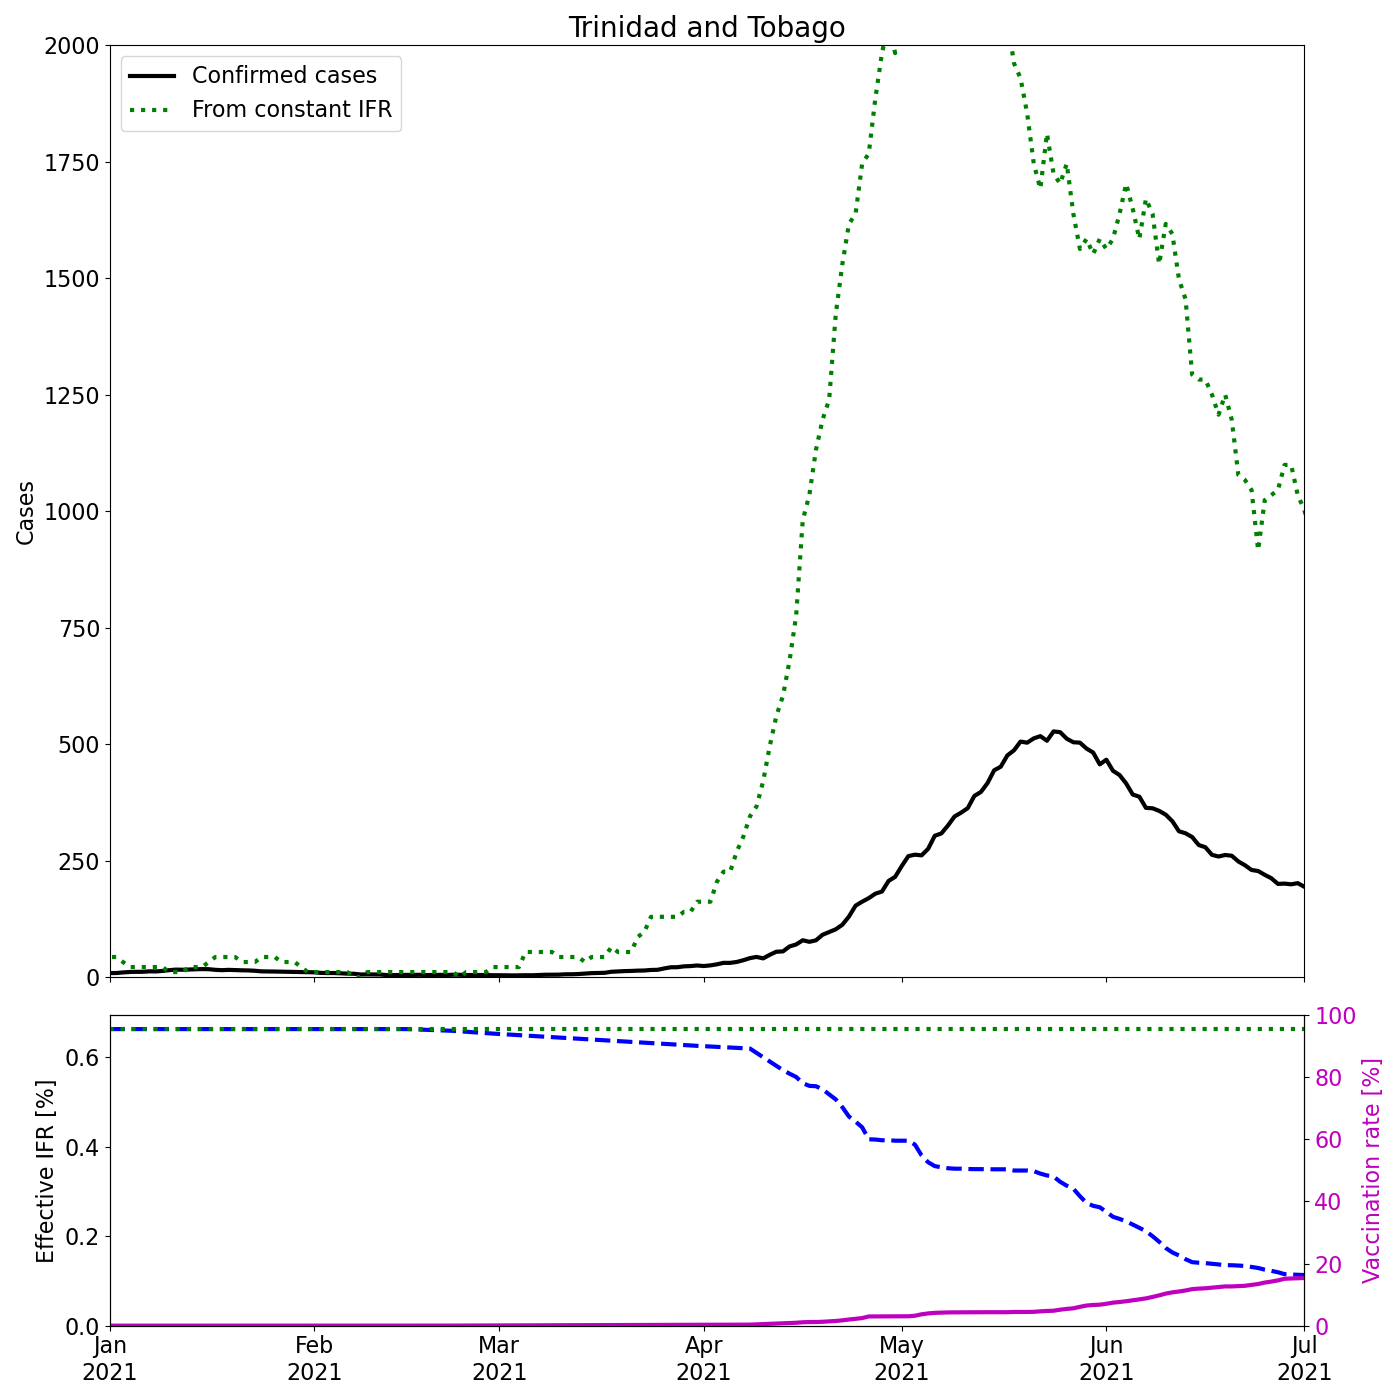 Trinidad and Tobago
2000
1750
1500
1250
1000
750
500
250
0
Cases
Confirmed cases
From constant IFR
0.6
0.4
0.2
0.0
Effective IFR [%]
100
80
60
40
20
0
Vaccination rate [%]
Jan Feb Mar Apr May Jun Jul
2021 2021 2021 2021 2021 2021 2021